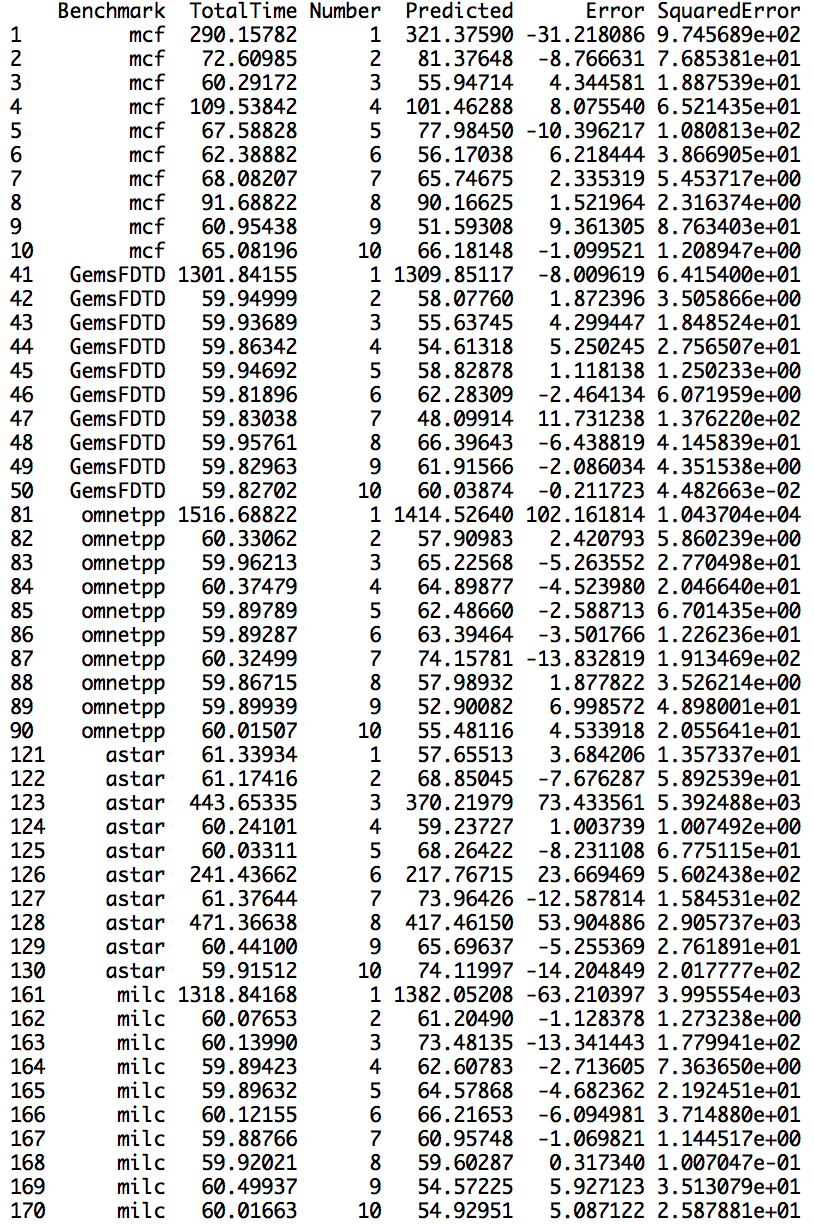 Benchmark TotalTime Number Predicted Error SquaredError
1 mcf 290.15782 1 321.37590 -31.218086 9.745689e+02
2 mcf 72.60985 2 81.37648 -8.766631 7.685381e+01
3 mcf 60.29172 3 55.94714 4.344581 1.887539e+01
4 mcf 109.53842 4 101.46288 8.075540 6.521435e+01
5 mcf 67.58828 5 77.98450 -10.396217 1.080813e+02
6 mcf 62.38882 6 56.17038 6.218444 3.866905e+01
7 mcf 68.08207 7 65.74675 2.335319 5.453717e+00
8 mcf 91.68822 8 90.16625 1.521964 2.316374e+00
9 mcf 60.95438 9 51.59308 9.361305 8.763403e+01
10 mcf 65.08196 10 66.18148 -1.099521 1.208947e+00
41 GemsFDTD 1301.84155 1 1309.85117 -8.009619 6.415400e+01
42 GemsFDTD 59.94999 2 58.07760 1.872396 3.505866e+00
43 GemsFDTD 59.93689 3 55.63745 4.299447 1.848524e+01
44 GemsFDTD 59.86342 4 54.61318 5.250245 2.756507e+01
45 GemsFDTD 59.94692 5 58.82878 1.118138 1.250233e+00
46 GemsFDTD 59.81896 6 62.28309 -2.464134 6.071959e+00
47 GemsFDTD 59.83038 7 48.09914 11.731238 1.376220e+02
48 GemsFDTD 59.95761 8 66.39643 -6.438819 4.145839e+01
49 GemsFDTD 59.82963 9 61.91566 -2.086034 4.351538e+00
50 GemsFDTD 59.82702 10 60.03874 -0.211723 4.482663e-02
81 omnetpp 1516.68822 1 1414.52640 102.161814 1.043704e+04
82 omnetpp 60.33062 2 57.90983 2.420793 5.860239e+00
83 omnetpp 59.96213 3 65.22568 -5.263552 2.770498e+01
84 omnetpp 60.37479 4 64.89877 -4.523980 2.046640e+01
85 omnetpp 59.89789 5 62.48660 -2.588713 6.701435e+00
86 omnetpp 59.89287 6 63.39464 -3.501766 1.226236e+01
87 omnetpp 60.32499 7 74.15781 -13.832819 1.913469e+02
88 omnetpp 59.86715 8 57.98932 1.877822 3.526214e+00
89 omnetpp 59.89939 9 52.90082 6.998572 4.898001e+01
90 omnetpp 60.01507 10 55.48116 4.533918 2.055641e+01
121 astar 61.33934 1 57.65513 3.684206 1.357337e+01
122 astar 61.17416 2 68.85045 -7.676287 5.892539e+01
123 astar 443.65335 3 370.21979 73.433561 5.392488e+03
124 astar 60.24101 4 59.23727 1.003739 1.007492e+00
125 astar 60.03311 5 68.26422 -8.231108 6.775115e+01
126 astar 241.43662 6 217.76715 23.669469 5.602438e+02
127 astar 61.37644 7 73.96426 -12.587814 1.584531e+02
128 astar 471.36638 8 417.46150 53.904886 2.905737e+03
129 astar 60.44100 9 65.69637 -5.255369 2.761891e+01
130 astar 59.91512 10 74.11997 -14.204849 2.017777e+02
161 milc 1318.84168 1 1382.05208 -63.210397 3.995554e+03
162 milc 60.07653 2 61.20490 -1.128378 1.273238e+00
163 milc 60.13990 3 73.48135 -13.341443 1.779941e+02
164 milc 59.89423 4 62.60783 -2.713605 7.363650e+00
165 milc 59.89632 5 64.57868 -4.682362 2.192451e+01
166 milc 60.12155 6 66.21653 -6.094981 3.714880e+01
167 milc 59.88766 7 60.95748 -1.069821 1.144517e+00
168 milc 59.92021 8 59.60287 0.317340 1.007047e-01
169 milc 60.49937 9 54.57225 5.927123 3.513079e+01
170 milc 60.01663 10 54.92951 5.087122 2.587881e+01